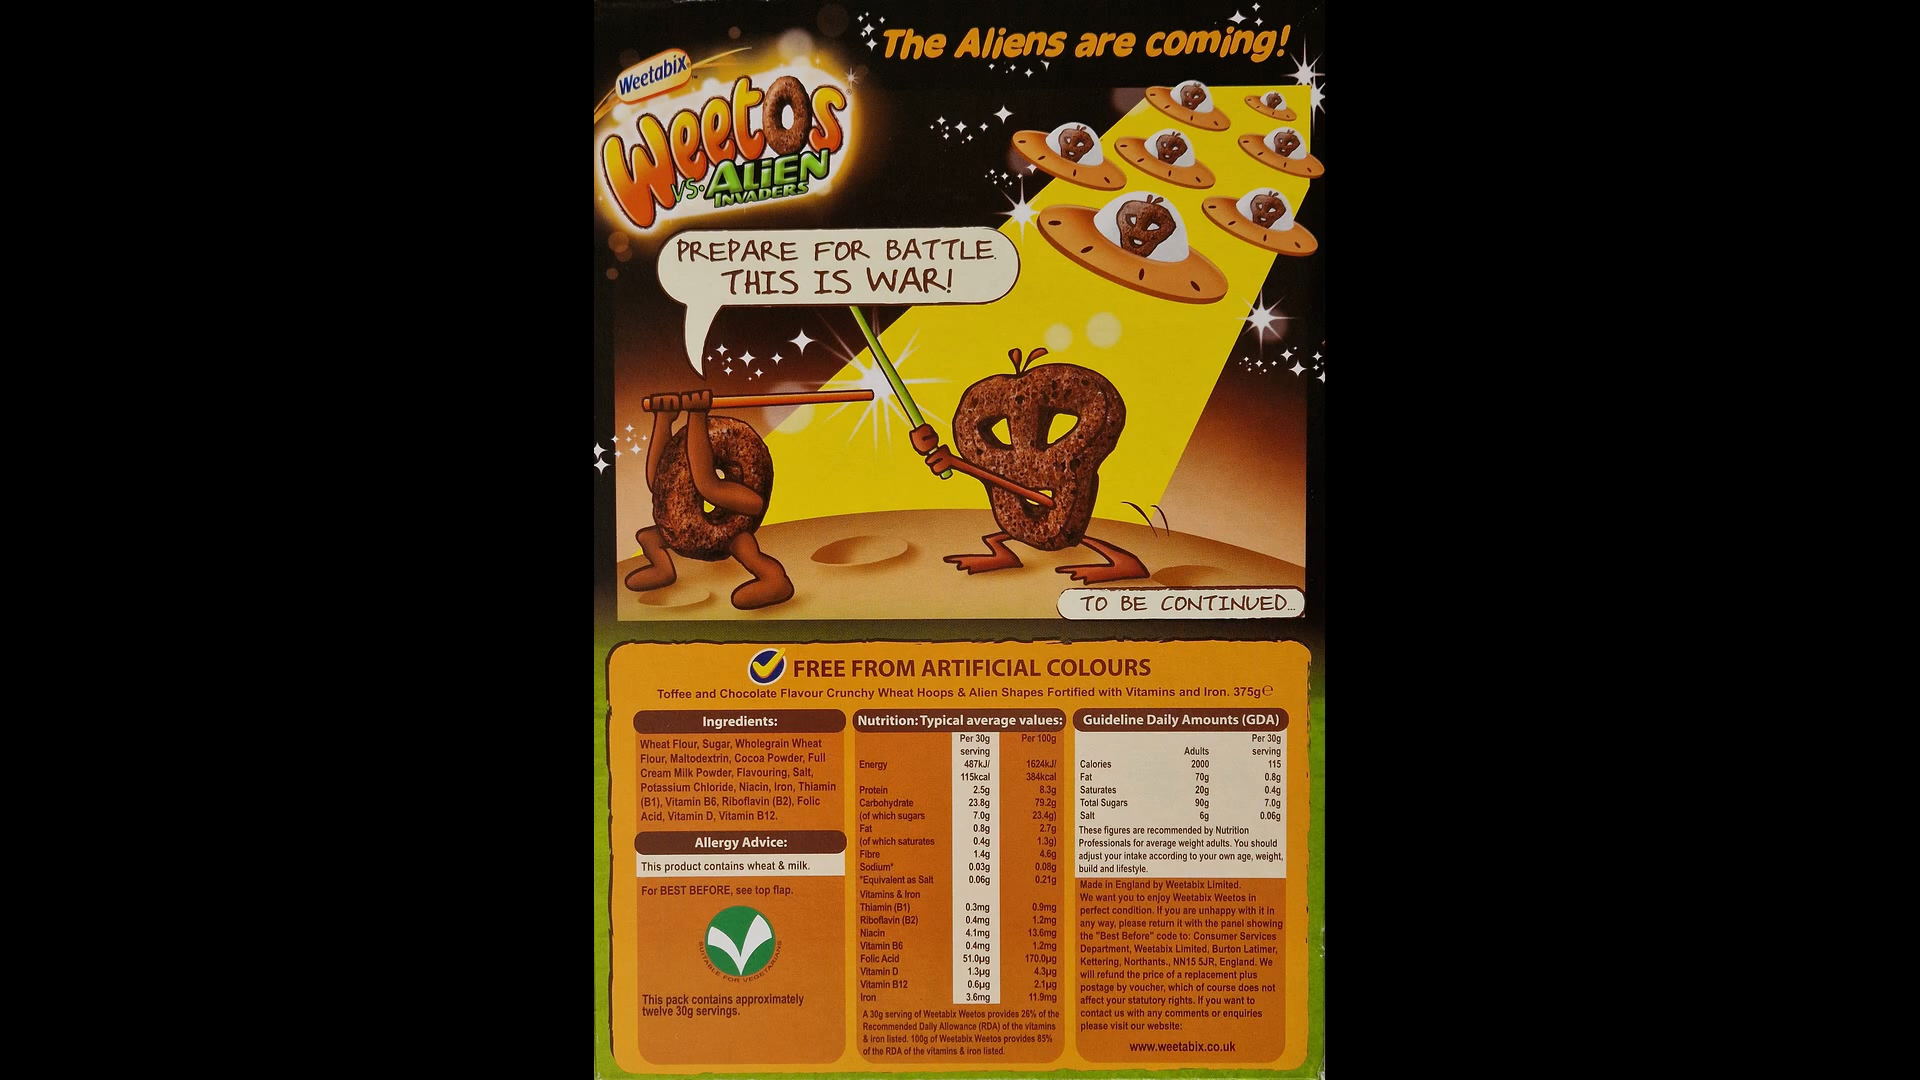 The Aliens are coming!
Weetabix
Weetos
VS. ALIEN
INVADERS
PREPARE FOR BATTLE.
THIS IS WAR!
TO BE CONTINUED...
FREE FROM ARTIFICIAL COLOURS
Toffee and Chocolate Flavour Crunchy Wheat Hoops & Alien Shapes Fortified with Vitamins and Iron. 375g℮
Ingredients:
Wheat Flour, Sugar, Wholegrain Wheat
Flour, Maltodextrin, Cocoa Powder, Full
Cream Milk Powder, Flavouring, Salt,
Potassium Chloride, Niacin, Iron, Thiamin
(B1), Vitamin B6, Riboflavin (B2), Folic
Acid, Vitamin D, Vitamin B12.
Allergy Advice:
This product contains wheat & milk.
For BEST BEFORE, see top flap.
SUITABLE FOR VEGETARIANS
This pack contains approximately
twelve 30g servings.
Nutrition: Typical average values:
Per 30g Per 100g
serving
Energy 487kJ/ 1624kJ/
115kcal 384kcal
Protein 2.5g 8.3g
Carbohydrate 23.8g 79.2g
(of which sugars 7.0g 23.4g)
Fat 0.8g 2.7g
(of which saturates 0.4g 1.3g)
Fibre 1.4g 4.6g
Sodium* 0.03g 0.08g
*Equivalent as Salt 0.06g 0.21g
Vitamins & Iron
Thiamin (B1) 0.3mg 0.9mg
Riboflavin (B2) 0.4mg 1.2mg
Niacin 4.1mg 13.6mg
Vitamin B6 0.4mg 1.2mg
Folic Acid 51.0µg 170.0µg
Vitamin D 1.3µg 4.3µg
Vitamin B12 0.6µg 2.1µg
Iron 3.6mg 11.9mg
A 30g serving of Weetabix Weetos provides 26% of the
Recommended Daily Allowance (RDA) of the vitamins
& iron listed. 100g of Weetabix Weetos provides 85%
of the RDA of the vitamins & iron listed.
Guideline Daily Amounts (GDA)
Per 30g
Adults serving
Calories 2000 115
Fat 70g 0.8g
Saturates 20g 0.4g
Total Sugars 90g 7.0g
Salt 6g 0.06g
These figures are recommended by Nutrition
Professionals for average weight adults. You should
adjust your intake according to your own age, weight,
build and lifestyle.
Made in England by Weetabix Limited.
We want you to enjoy Weetabix Weetos in
perfect condition. If you are unhappy with it in
any way, please return it with the panel showing
the "Best Before" code to: Consumer Services
Department, Weetabix Limited, Burton Latimer,
Kettering, Northants., NN15 5JR, England. We
will refund the price of a replacement plus
postage by voucher, which of course does not
affect your statutory rights. If you want to
contact us with any comments or enquiries
please visit our website:
www.weetabix.co.uk